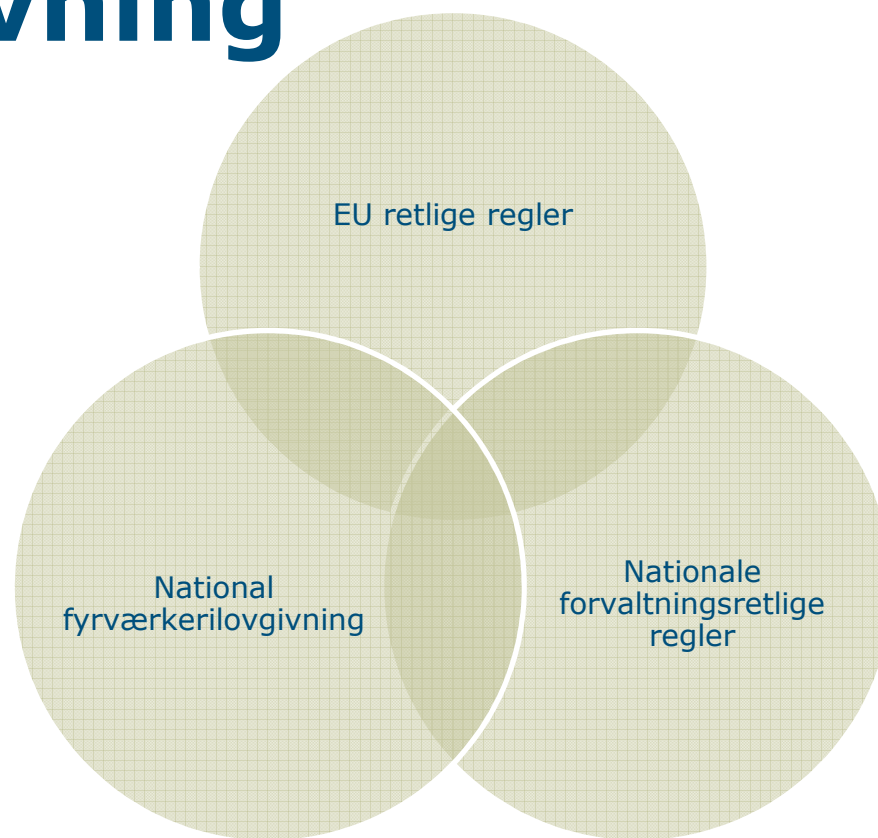 vning
EU retlige regler
National
fyrværkerilovgivning
Nationale
forvaltningsretlige
regler